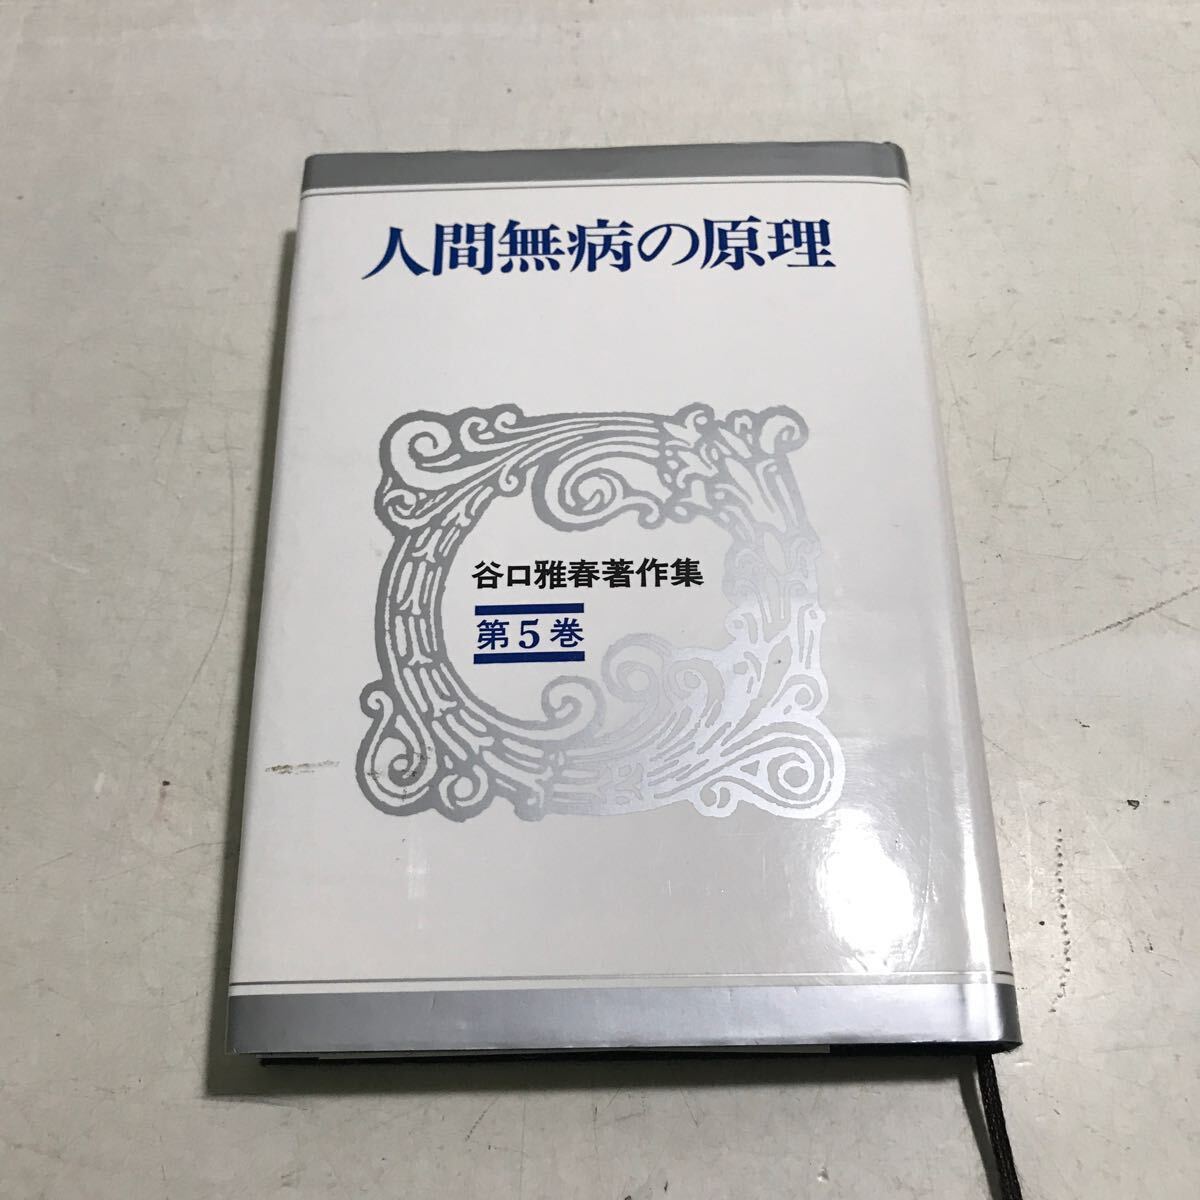 人間無病の原理
谷口雅春著作集
第5巻